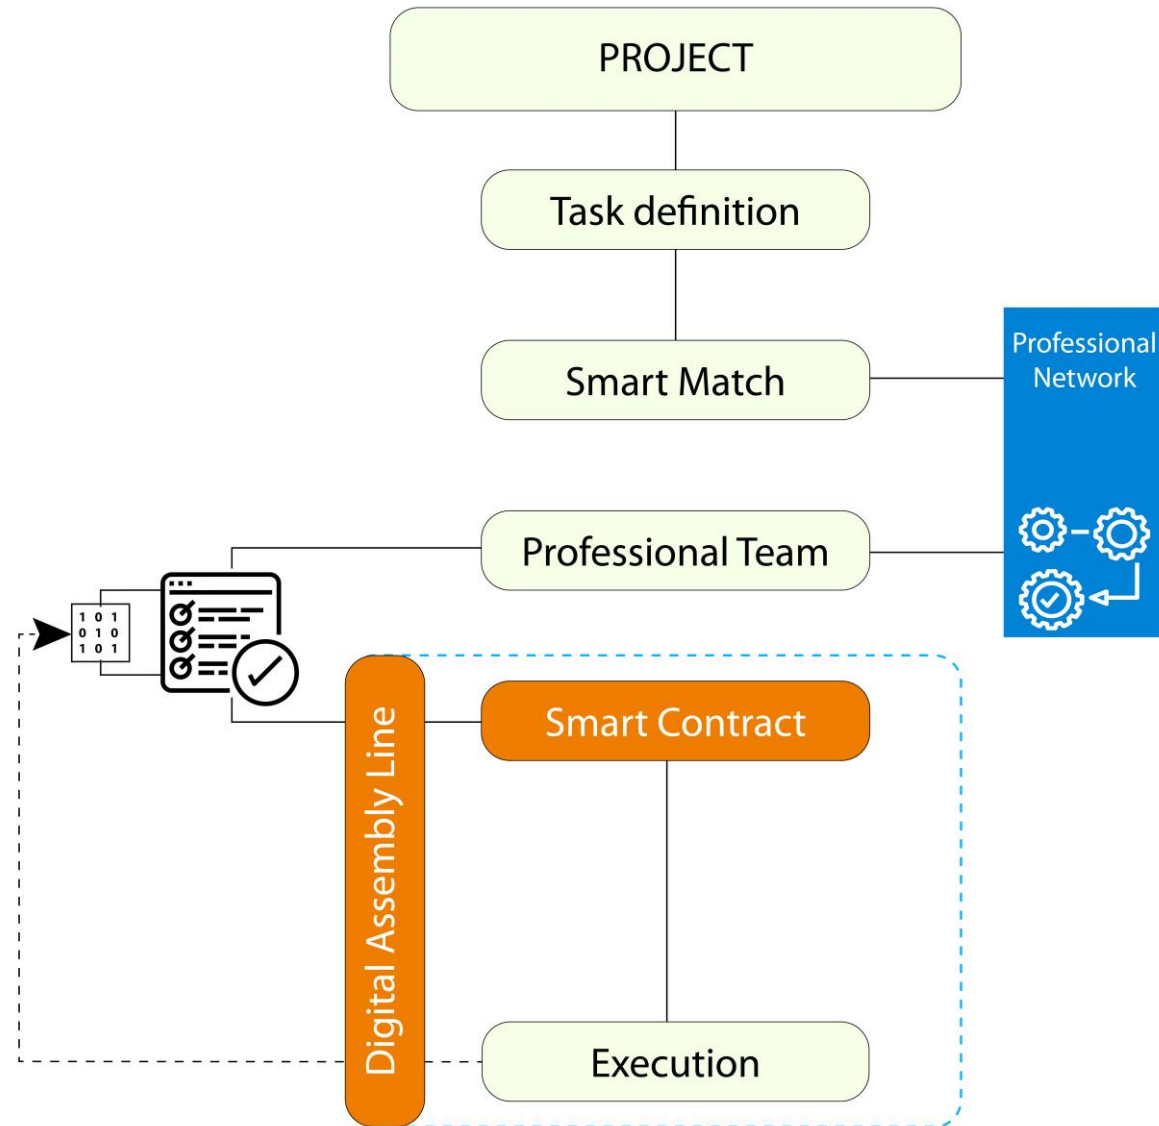 PROJECT
Task definition
Smart Match
Professional
Network
Professional Team
1 0 1
0 1 0
1 0 1
Smart Contract
Digital Assembly Line
Execution